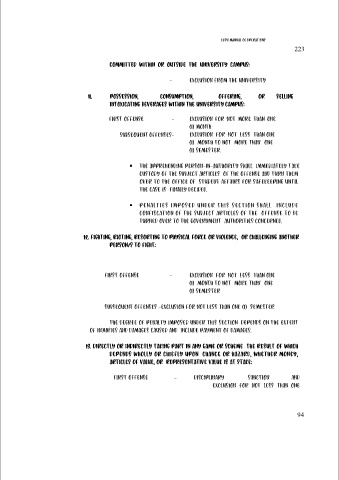 223
COMMITTED WITHIN OR OUTSIDE THE UNIVERSITY CAMPUS:
- EXCLUSION FROM THE UNIVERSITY
11. POSSESSION, CONSUMPTION, OFFERING, OR SELLING
INTOXICATING BEVERAGES WITHIN THE UNIVERSITY CAMPUS:
FIRST OFFENSE - EXCLUSION FOR NOT MORE THAN ONE
(1) MONTH
SUBSEQUENT OFFENSES- EXCLUSION FOR NOT LESS THAN ONE
(1) MONTH TO NOT MORE THAN ONE
(1) SEMESTER.
• THE APPREHENDING PERSON-IN-AUTHORITY SHALL IMMEDIATELY TAKE
CUSTODY OF THE SUBJECT ARTICLES OF THE OFFENSE AND TURN THEM
OVER TO THE OFFICE OF STUDENT AFFAIRS FOR SAFEKEEPING UNTIL
THE CASE IS FINALLY DECIDED.
• PENALTIES IMPOSED UNDER THIS SECTION SHALL INCLUDE
CONFISCATION OF THE SUBJECT ARTICLES OF THE OFFENSE TO BE
TURNED OVER TO THE GOVERNMENT AUTHORITIES CONCERNED.
12. FIGHTING, RIOTING, RESORTING TO PHYSICAL FORCE OR VIOLENCE, OR CHALLENGING ANOTHER
PERSON/S TO FIGHT:
FIRST OFFENSE - EXCLUSION FOR NOT LESS THAN ONE
(1) MONTH TO NOT MORE THAN ONE
(1) SEMESTER
SUBSEQUENT OFFENSES -EXCLUSION FOR NOT LESS THAN ONE (1) SEMESTER
THE DEGREE OF PENALTY IMPOSED UNDER THIS SECTION DEPENDS ON THE EXTENT
OF INJURIES AND DAMAGES CAUSED AND INCLUDE PAYMENT OF DAMAGES.
13. DIRECTLY OR INDIRECTLY TAKING PART IN ANY GAME OR SCHEME THE RESULT OF WHICH
DEPENDS WHOLLY OR CHIEFLY UPON CHANCE OR HAZARD, WHETHER MONEY,
ARTICLES OF VALUE, OR REPRESENTATIVE VALUE IS AT STAKE:
FIRST OFFENSE - DISCIPLINARY SANCTION AND
EXCLUSION FOR NOT LESS THAN ONE
94